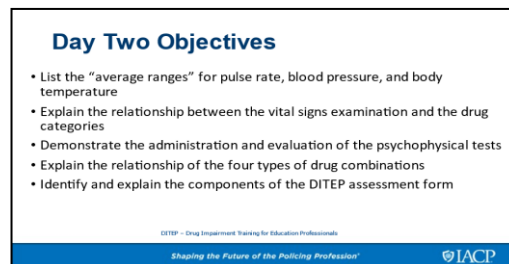 Day Two Objectives
• List the “average ranges” for pulse rate, blood pressure, and body
temperature
• Explain the relationship between the vital signs examination and the drug
categories
• Demonstrate the administration and evaluation of the psychophysical tests
• Explain the relationship of the four types of drug combinations
• Identify and explain the components of the DITEP assessment form
DITEP – Drug Impairment Training for Education Professionals
Shaping the Future of the Policing Profession®
IACP